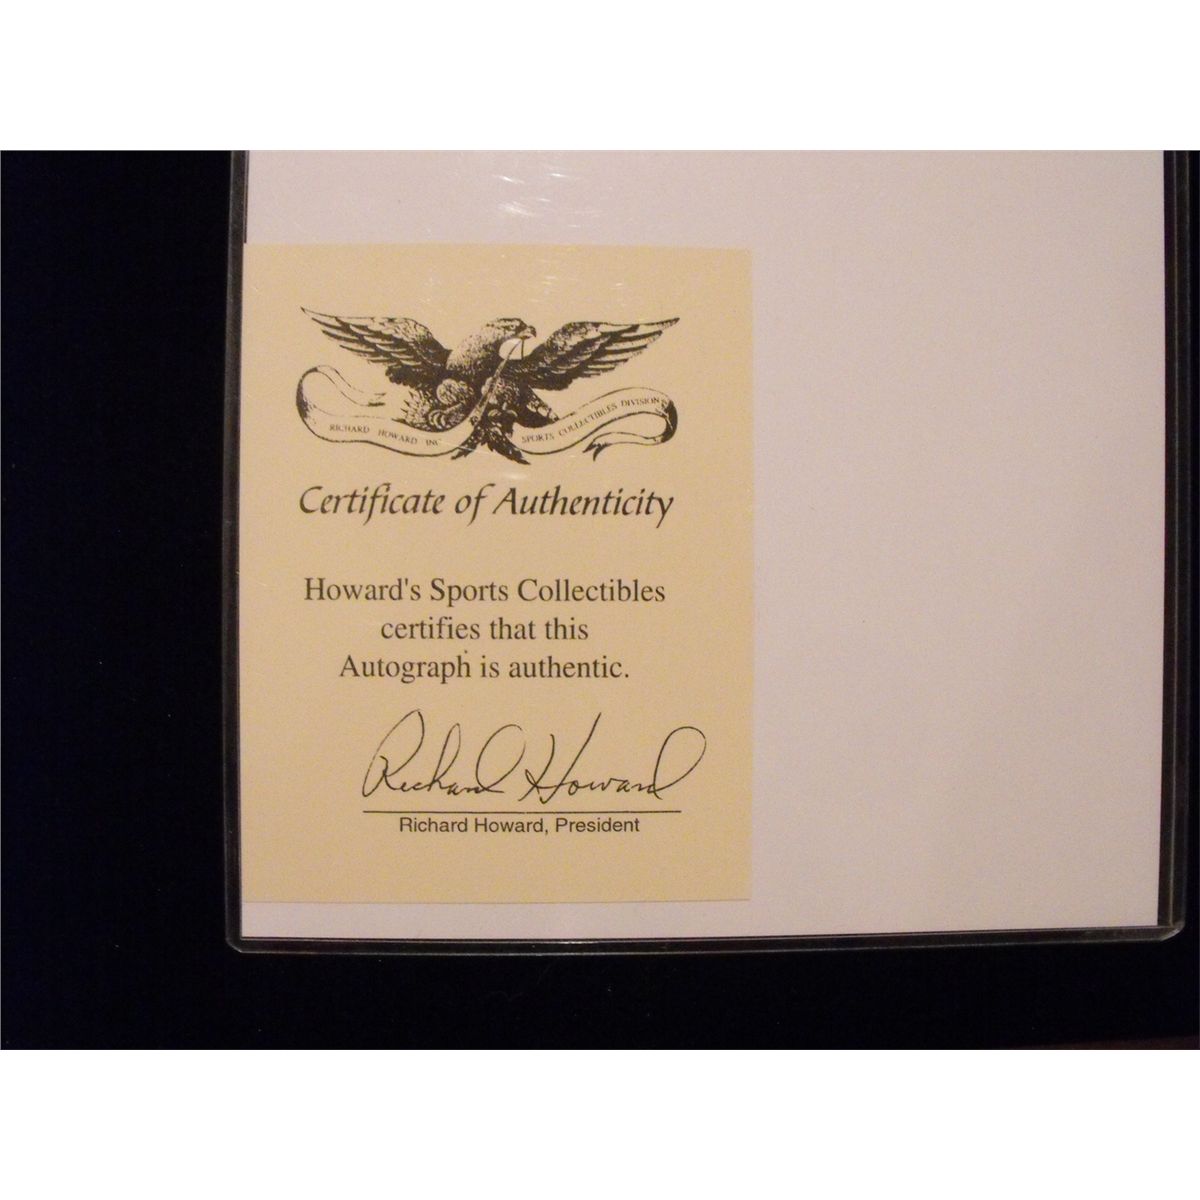 RICHARD HOWARD INC
SPORTS COLLECTIBLES DIVISION
Certificate of Authenticity
Howard's Sports Collectibles
certifies that this
Autograph is authentic.
Richard Howard
Richard Howard, President